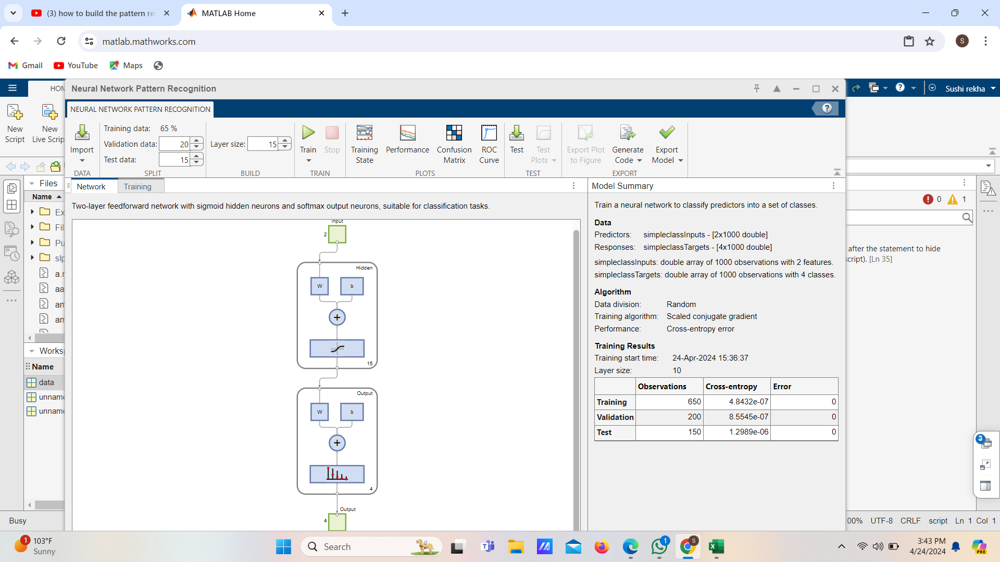 (3) how to build the pattern re
MATLAB Home
matlab.mathworks.com
S
Gmail
YouTube
Maps
HOM
Neural Network Pattern Recognition
Sushi rekha
NEURAL NETWORK PATTERN RECOGNITION
New Script
New Live Scrip
Import
DATA
Training data: 65 %
Validation data: 20
Test data: 15
SPLIT
Layer size: 15
BUILD
Train
Stop
TRAIN
Training State
Performance
Confusion Matrix
ROC Curve
PLOTS
Test
Test Plots
TEST
Export Plot to Figure
Generate Code
Export Model
EXPORT
Files
Name
Ex
Fil
Pu
slp
a.r
aa
am
am
Works
Name
data
unname
unname
Network
Training
Two-layer feedforward network with sigmoid hidden neurons and softmax output neurons, suitable for classification tasks.
Input
2
Hidden
W
b
+
15
Output
W
b
+
4
Output
4
Model Summary
Train a neural network to classify predictors into a set of classes.
Data
Predictors: simpleclassInputs - [2x1000 double]
Responses: simpleclassTargets - [4x1000 double]
simpleclassInputs: double array of 1000 observations with 2 features.
simpleclassTargets: double array of 1000 observations with 4 classes.
Algorithm
Data division: Random
Training algorithm: Scaled conjugate gradient
Performance: Cross-entropy error
Training Results
Training start time: 24-Apr-2024 15:36:37
Layer size: 10
Observations Cross-entropy Error
Training 650 4.8432e-07 0
Validation 200 8.5545e-07 0
Test 150 1.2989e-06 0
0
1
after the statement to hide
script). [Ln 35]
3
Busy
00% UTF-8 CRLF script Ln 1 Col 1
1
103°F
Sunny
Search
1
S
3:43 PM
4/24/2024
PRE